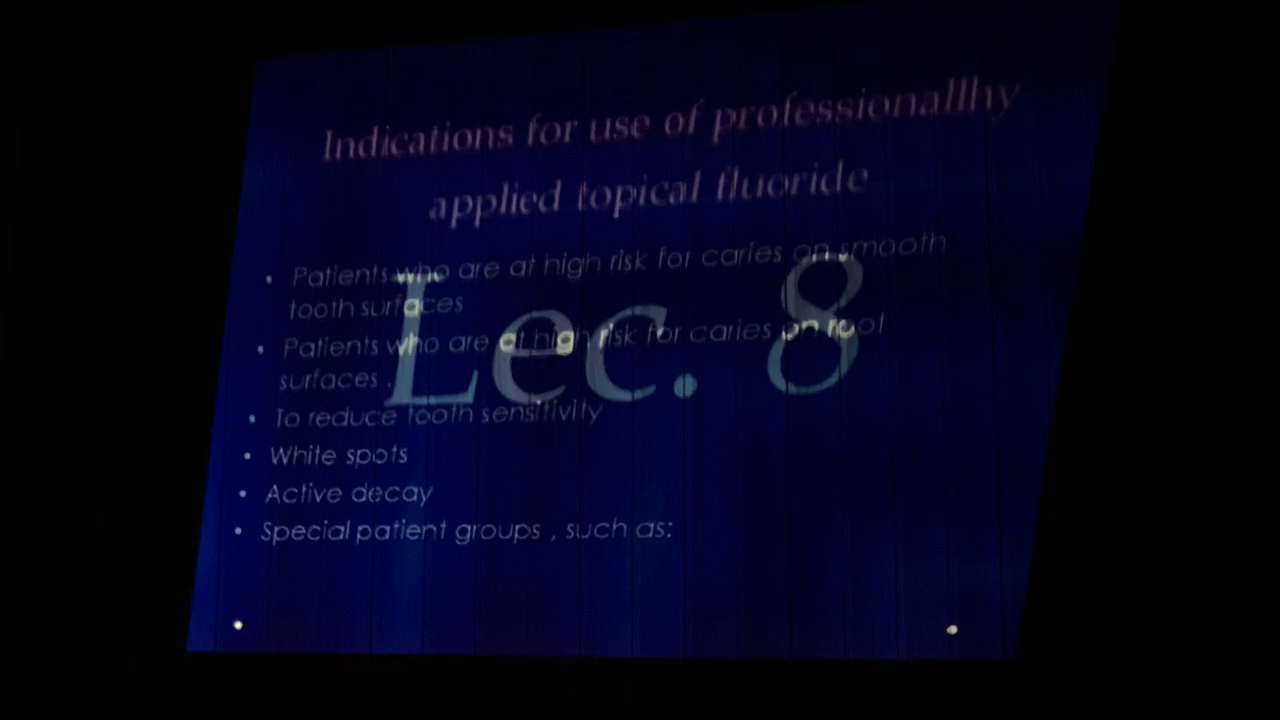 Indications for use of professionallhy
applied topical fluoride
• Patients who are at high risk for caries on smooth
tooth surfaces
• Patients who are at high risk for caries on root
surfaces .
• To reduce tooth sensitivity
• White spots
• Active decay
• Special patient groups , such as:
Lec. 8